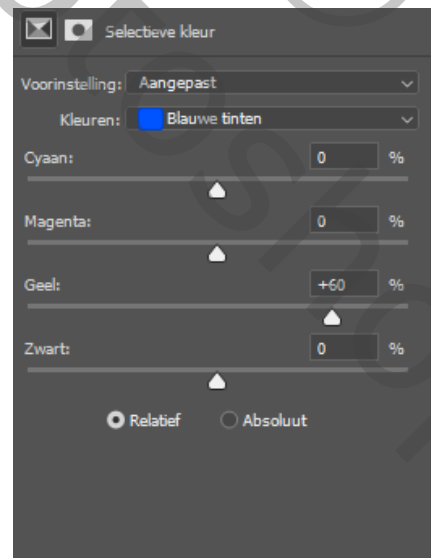 Selectieve kleur
Voorinstelling: Aangepast
Kleuren: Blauwe tinten
Cyaan: 0 %
Magenta: 0 %
Geel: +60 %
Zwart: 0 %
Relatief Absoluut